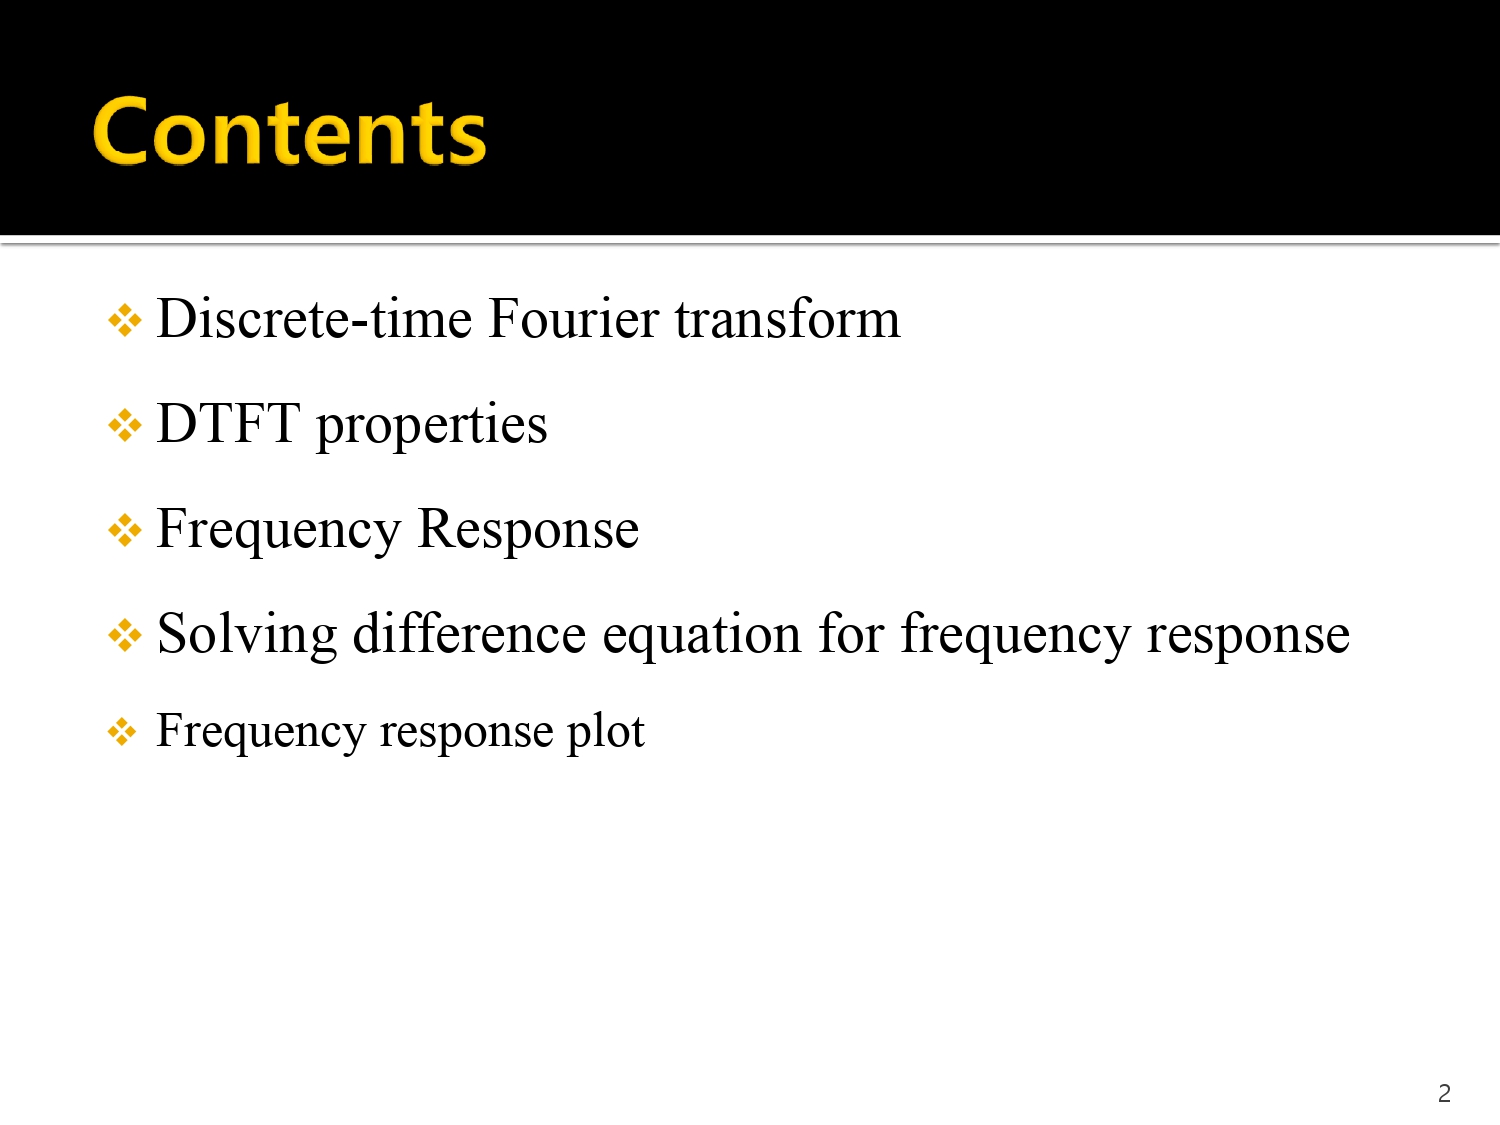 Contents
Discrete-time Fourier transform
DTFT properties
Frequency Response
Solving difference equation for frequency response
Frequency response plot
2